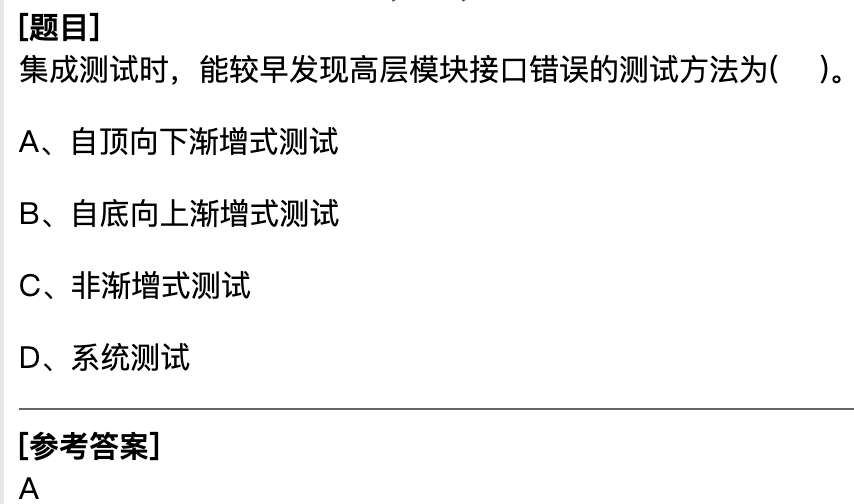 [题目]
集成测试时，能较早发现高层模块接口错误的测试方法为(　)。
A、自顶向下渐增式测试
B、自底向上渐增式测试
C、非渐增式测试
D、系统测试
[参考答案]
A